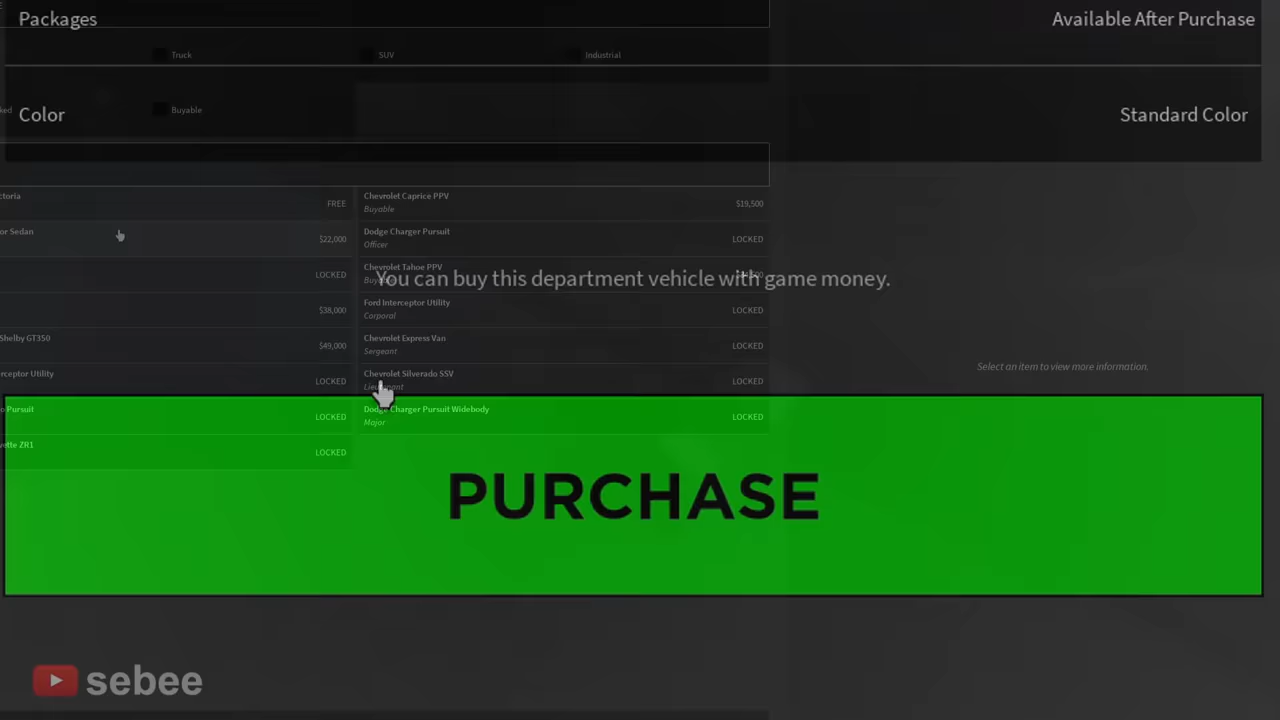 Packages
Available After Purchase
Truck
SUV
Industrial
Buyable
Color
Standard Color
ctoria
FREE
Chevrolet Caprice PPV
Buyable
$19,500
or Sedan
$22,000
Dodge Charger Pursuit
Officer
LOCKED
LOCKED
Chevrolet Tahoe PPV
You can buy this department vehicle with game money.
$38,000
Ford Interceptor Utility
Corporal
LOCKED
Shelby GT350
$49,000
Chevrolet Express Van
Sergeant
LOCKED
rceptor Utility
LOCKED
Chevrolet Silverado SSV
Lieutenant
LOCKED
Select an item to view more information.
o Pursuit
LOCKED
Dodge Charger Pursuit Widebody
Major
LOCKED
vette ZR1
LOCKED
PURCHASE
sebee